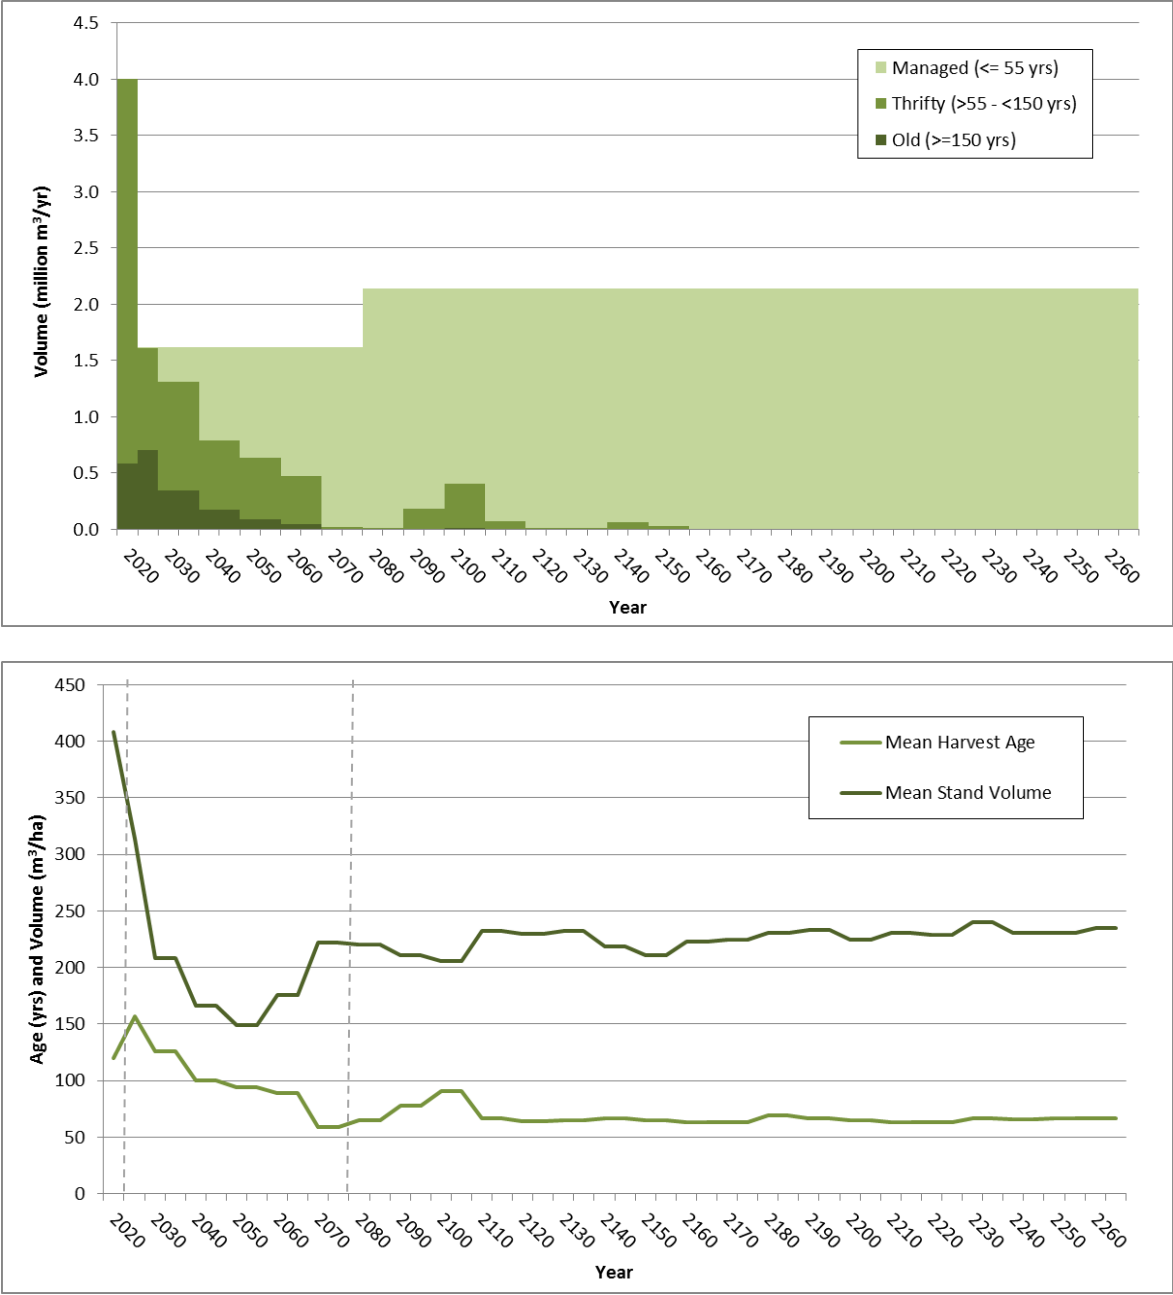 4.5
4.0
3.5
3.0
2.5
2.0
1.5
1.0
0.5
0.0
Volume (million m³/yr)
Managed (<= 55 yrs)
Thrifty (>55 - <150 yrs)
Old (>=150 yrs)
2020 2030 2040 2050 2060 2070 2080 2090 2100 2110 2120 2130 2140 2150 2160 2170 2180 2190 2200 2210 2220 2230 2240 2250 2260
Year
450
400
350
300
250
200
150
100
50
0
Age (yrs) and Volume (m³/ha)
Mean Harvest Age
Mean Stand Volume
2020 2030 2040 2050 2060 2070 2080 2090 2100 2110 2120 2130 2140 2150 2160 2170 2180 2190 2200 2210 2220 2230 2240 2250 2260
Year